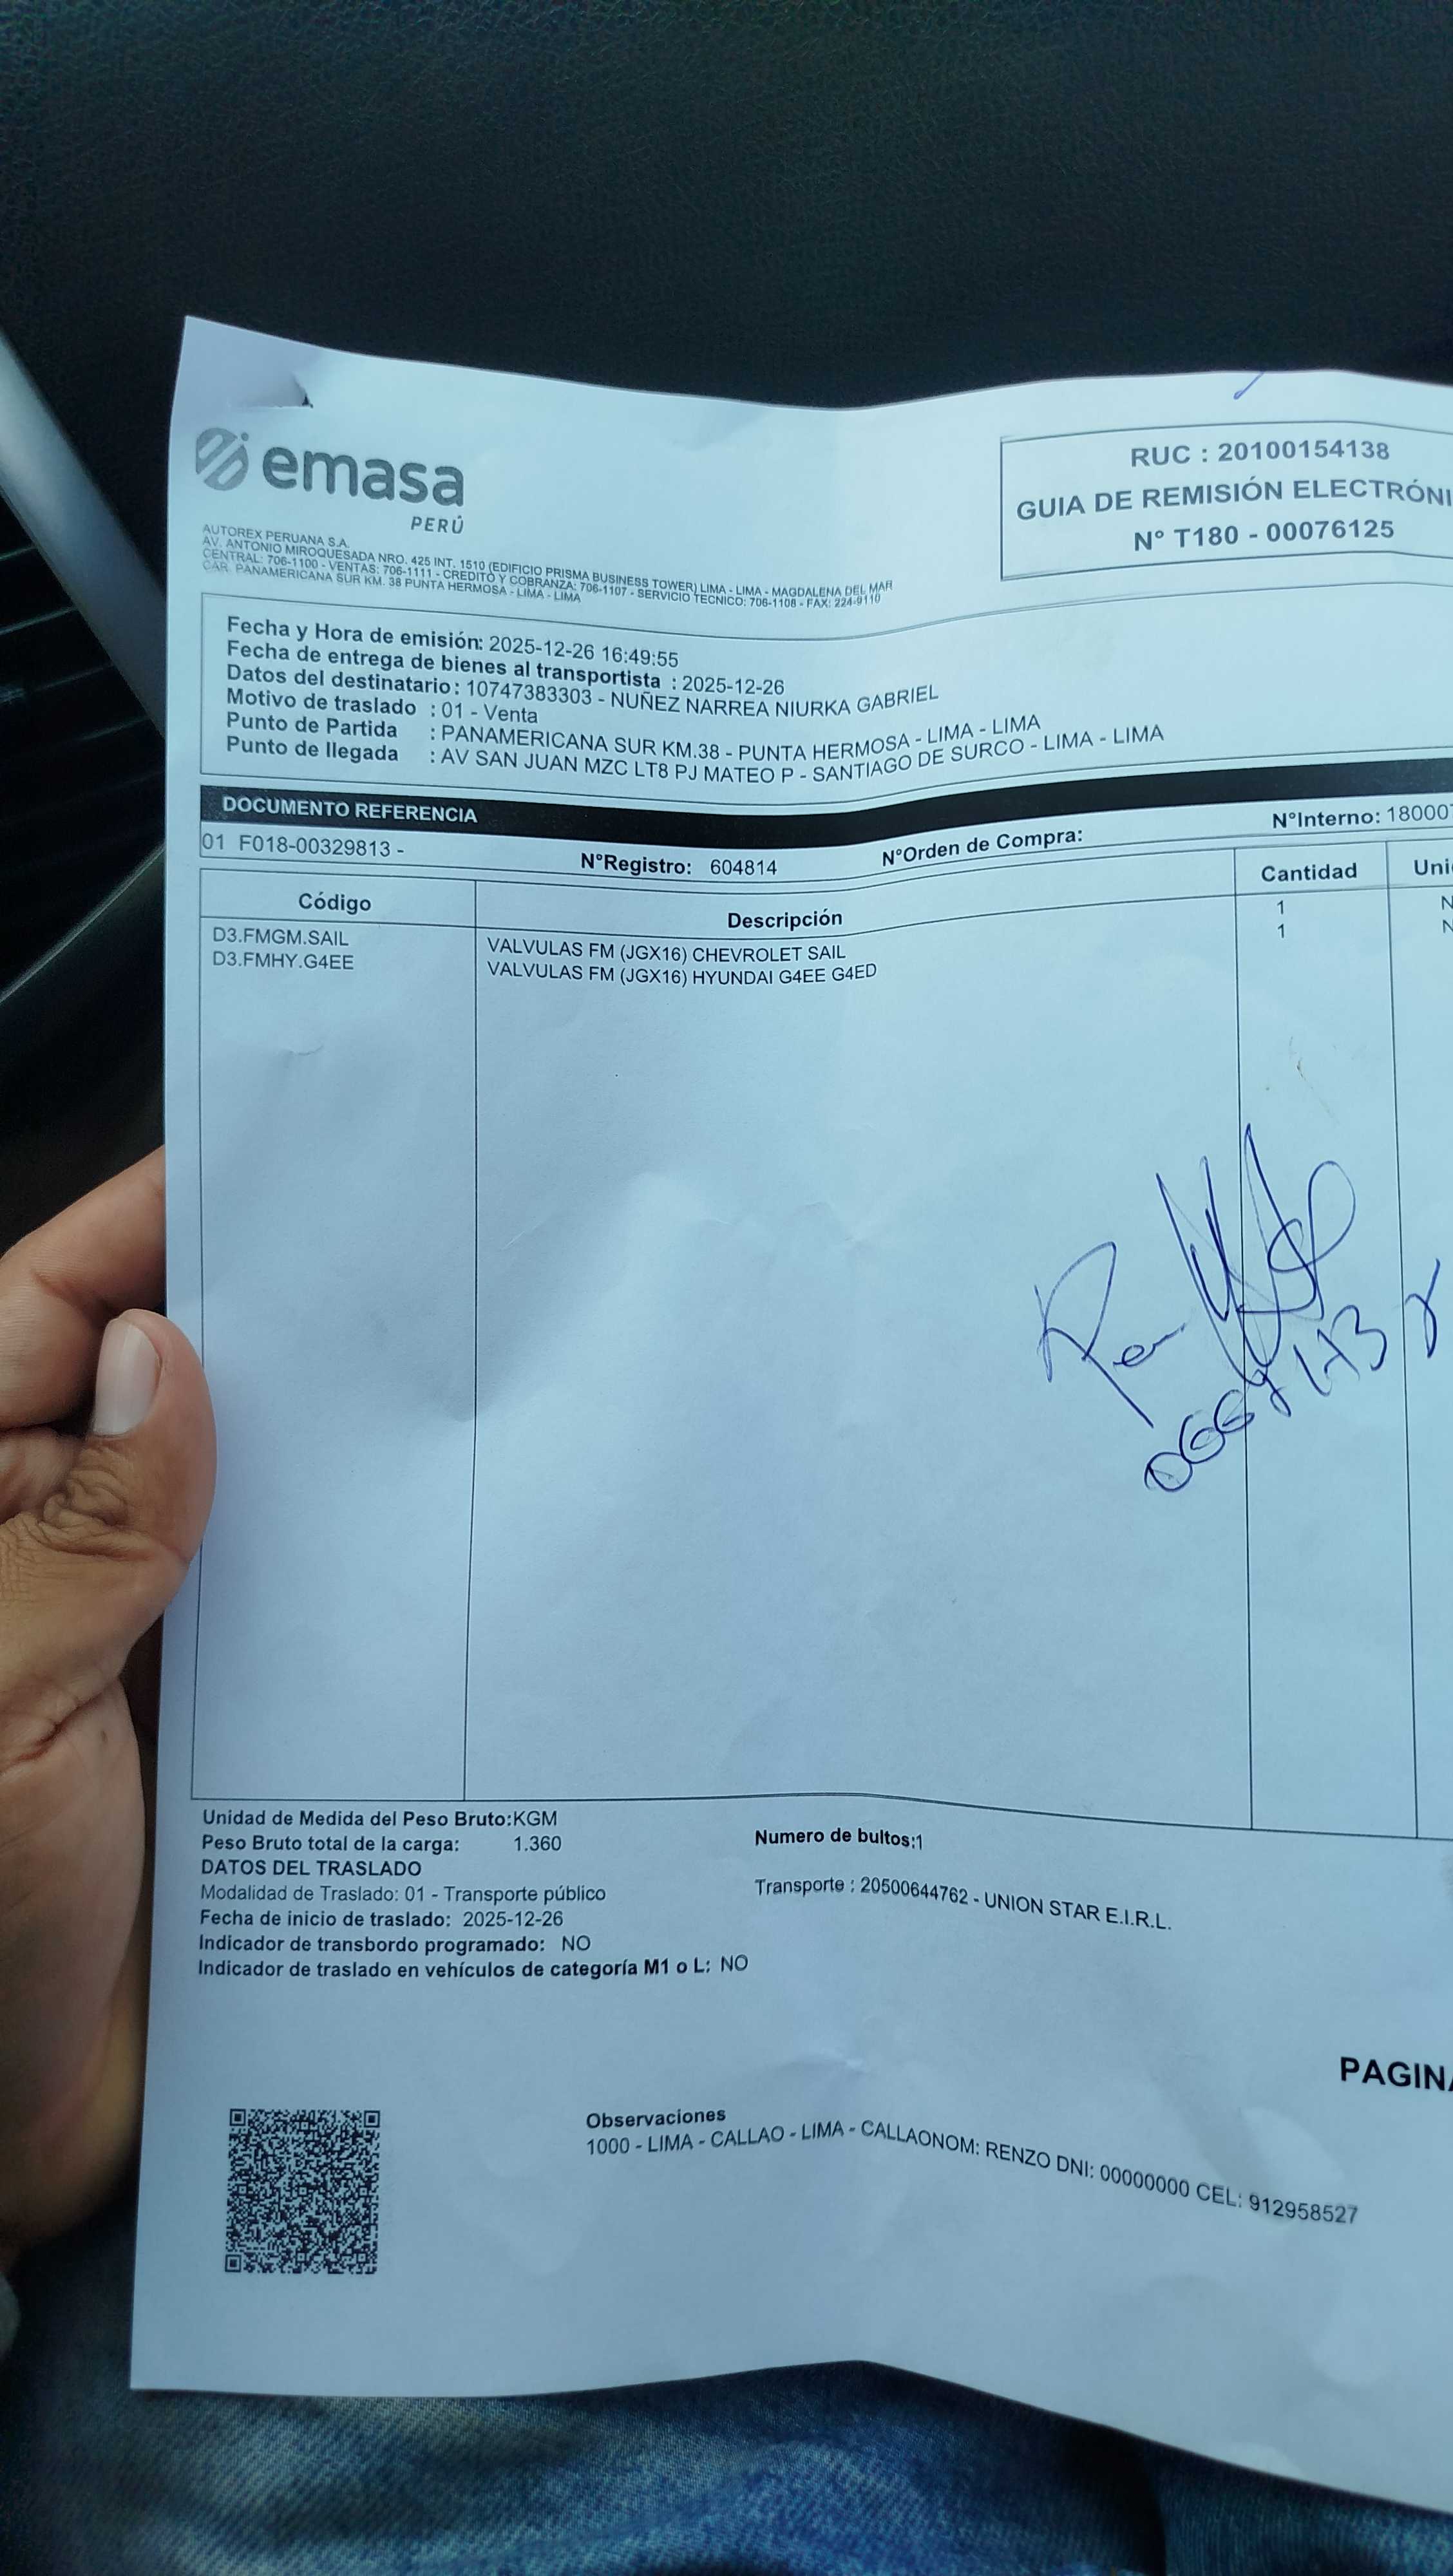 emasa
PERÚ
RUC : 20100154138
GUIA DE REMISIÓN ELECTRÓNI
N° T180 - 00076125
AUTOREX PERUANA S.A.
AV. ANTONIO MIROQUESADA NRO. 425 INT. 1510 (EDIFICIO PRISMA BUSINESS TOWER) LIMA - LIMA - MAGDALENA DEL MAR
CENTRAL: 706-1100 - VENTAS: 706-1111 - CREDITO Y COBRANZA: 706-1107 - SERVICIO TECNICO: 706-1108 - FAX: 224-9110
CAR. PANAMERICANA SUR KM. 38 PUNTA HERMOSA - LIMA - LIMA
Fecha y Hora de emisión: 2025-12-26 16:49:55
Fecha de entrega de bienes al transportista : 2025-12-26
Datos del destinatario : 10747383303 - NUÑEZ NARREA NIURKA GABRIEL
Motivo de traslado : 01 - Venta
Punto de Partida : PANAMERICANA SUR KM.38 - PUNTA HERMOSA - LIMA - LIMA
Punto de llegada : AV SAN JUAN MZC LT8 PJ MATEO P - SANTIAGO DE SURCO - LIMA - LIMA
DOCUMENTO REFERENCIA
01 F018-00329813 - N°Registro: 604814 N°Orden de Compra: N°Interno: 18000
Código Descripción Cantidad Uni
D3.FMGM.SAIL VALVULAS FM (JGX16) CHEVROLET SAIL 1 N
D3.FMHY.G4EE VALVULAS FM (JGX16) HYUNDAI G4EE G4ED 1 N
Unidad de Medida del Peso Bruto:KGM
Peso Bruto total de la carga: 1.360 Numero de bultos:1
DATOS DEL TRASLADO
Modalidad de Traslado: 01 - Transporte público Transporte : 20500644762 - UNION STAR E.I.R.L.
Fecha de inicio de traslado: 2025-12-26
Indicador de transbordo programado: NO
Indicador de traslado en vehículos de categoría M1 o L: NO
PAGINA
Observaciones
1000 - LIMA - CALLAO - LIMA - CALLAONOM: RENZO DNI: 00000000 CEL: 912958527